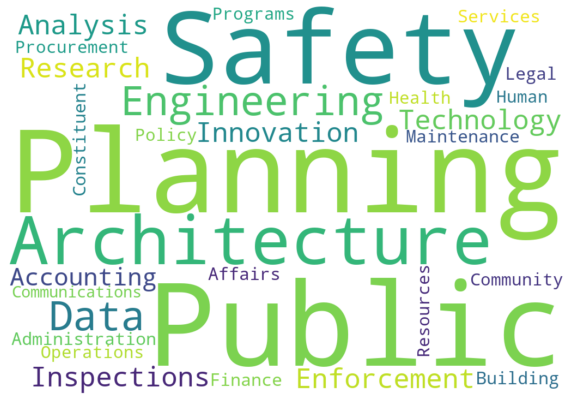 Programs
Services
Analysis
Safety
Procurement
Research
Legal
Constituent
Engineering
Health
Human
Technology
Policy
Innovation
Maintenance
Planning
Architecture
Accounting
Affairs
Resources
Community
Communications
Public
Data
Administration
Operations
Inspections
Finance
Enforcement
Building